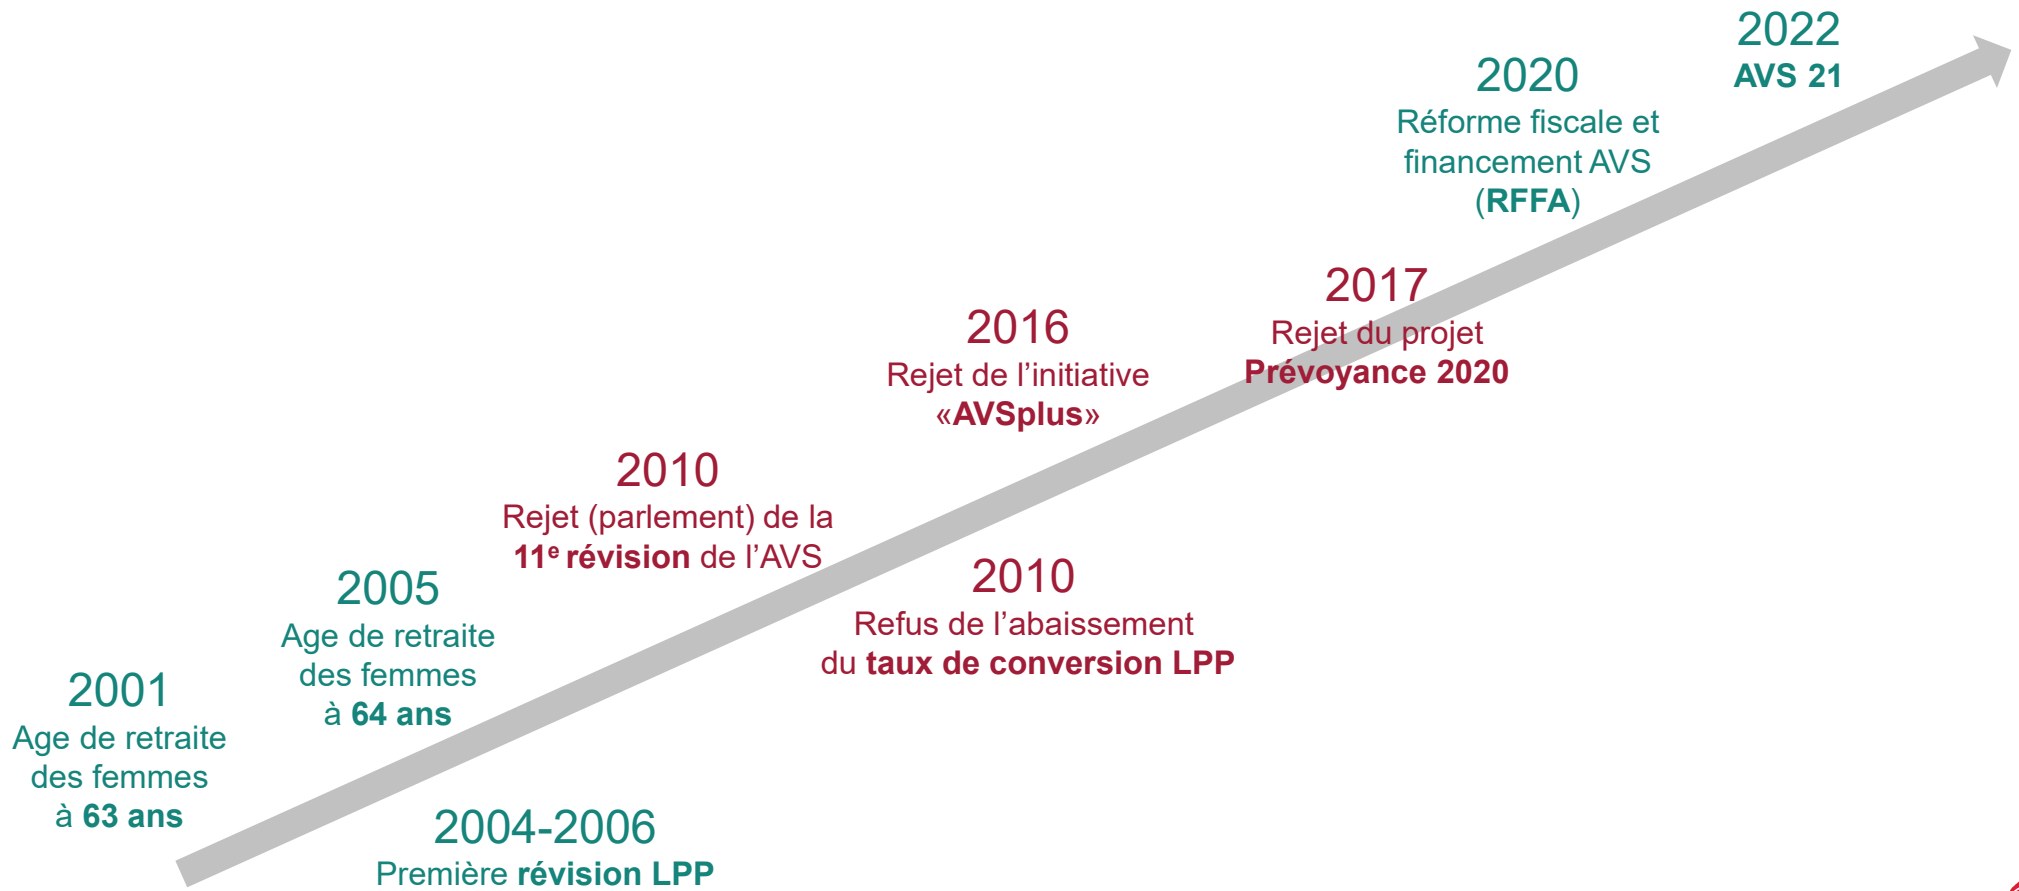 2001
Age de retraite
des femmes
à 63 ans
2005
Age de retraite
des femmes
à 64 ans
2004-2006
Première révision LPP
2010
Rejet (parlement) de la
11e révision de l’AVS
2010
Refus de l’abaissement
du taux de conversion LPP
2016
Rejet de l’initiative
«AVSplus»
2017
Rejet du projet
Prévoyance 2020
2020
Réforme fiscale et
financement AVS
(RFFA)
2022
AVS 21